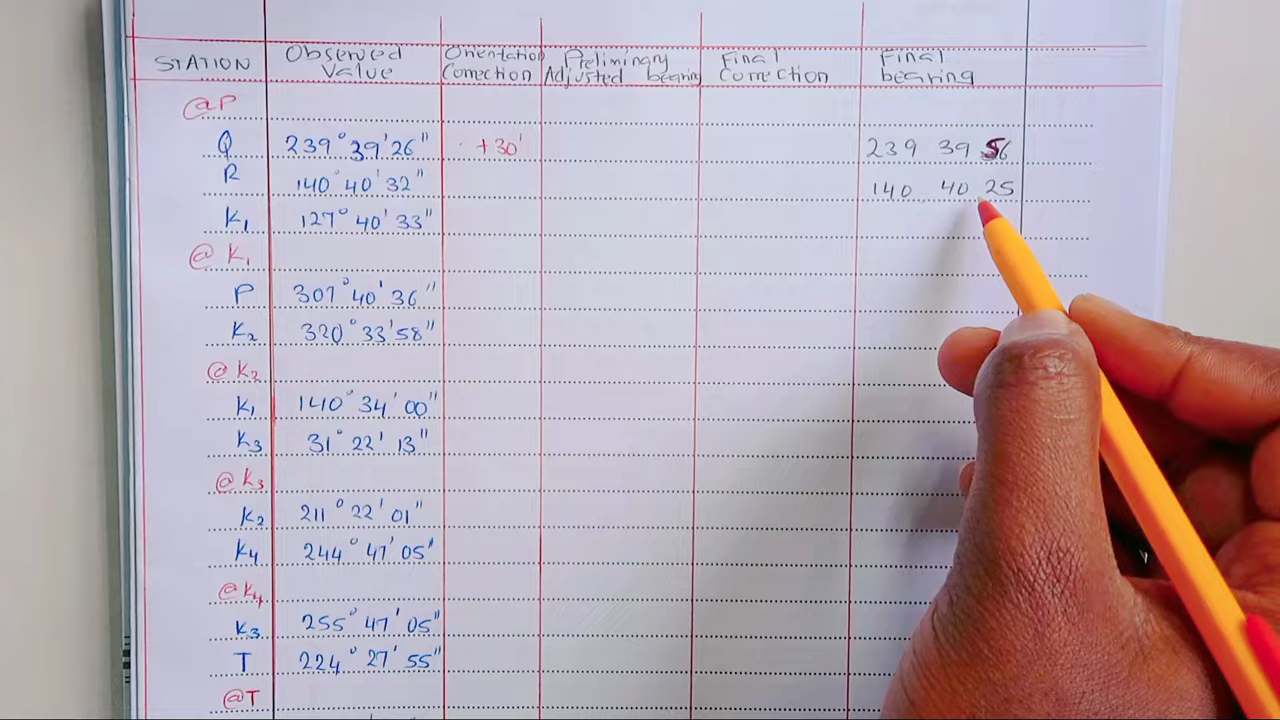 STATION Observed Value Orientation Correction Preliminary Adjusted bearing Final Correction Final bearing
@P
Q 239° 39' 26" +30' 239 39 56
R 140° 40' 32" 140 40 25
K₁ 127° 40' 33"
@ K₁
P 307° 40' 36"
K₂ 320° 33' 58"
@ K₂
K₁ 140° 34' 00"
K₃ 31° 22' 13"
@ K₃
K₂ 211° 22' 01"
K₄ 244° 47' 05"
@ K₄
K₃ 255° 47' 05"
T 224° 27' 55"
@T